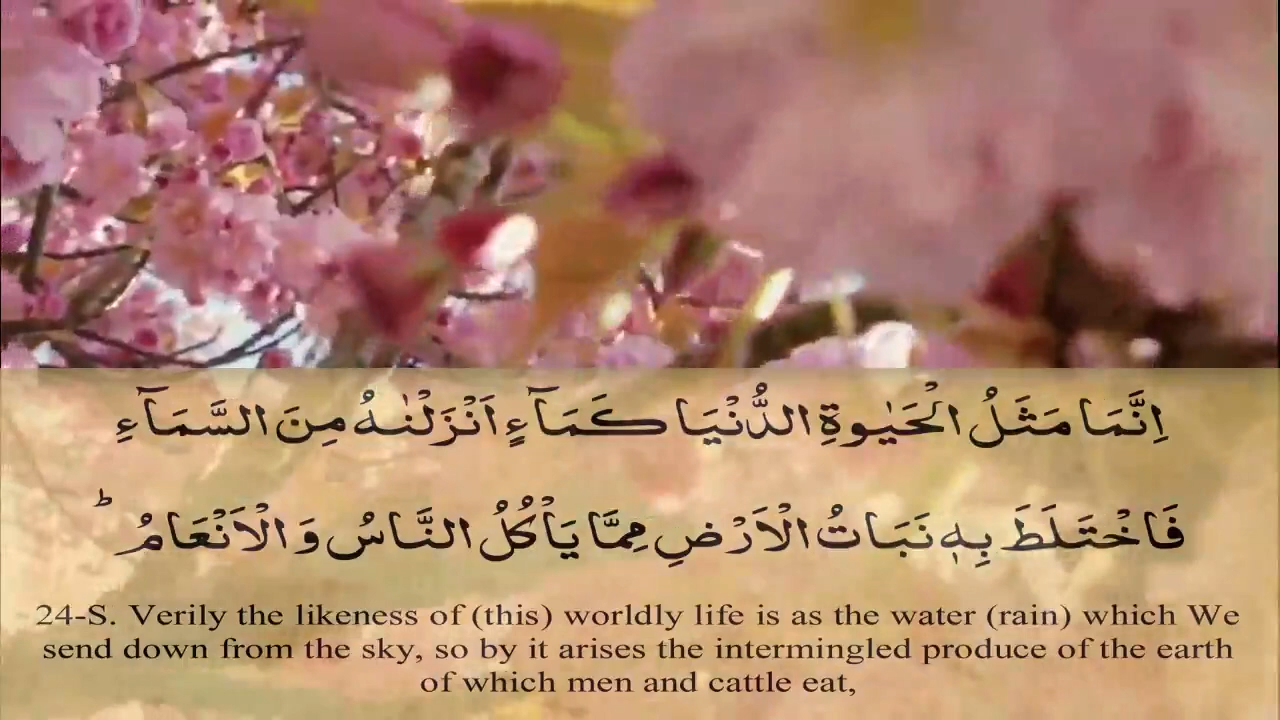 اِنَّمَا مَثَلُ الْحَيٰوةِ الدُّنْيَا كَمَآءٍ اَنْزَلْنٰهُ مِنَ السَّمَآءِ
فَاخْتَلَطَ بِهٖ نَبَاتُ الْاَرْضِ مِمَّا يَاْكُلُ النَّاسُ وَ الْاَنْعَامُ ؕ
24-S. Verily the likeness of (this) worldly life is as the water (rain) which We
send down from the sky, so by it arises the intermingled produce of the earth
of which men and cattle eat,